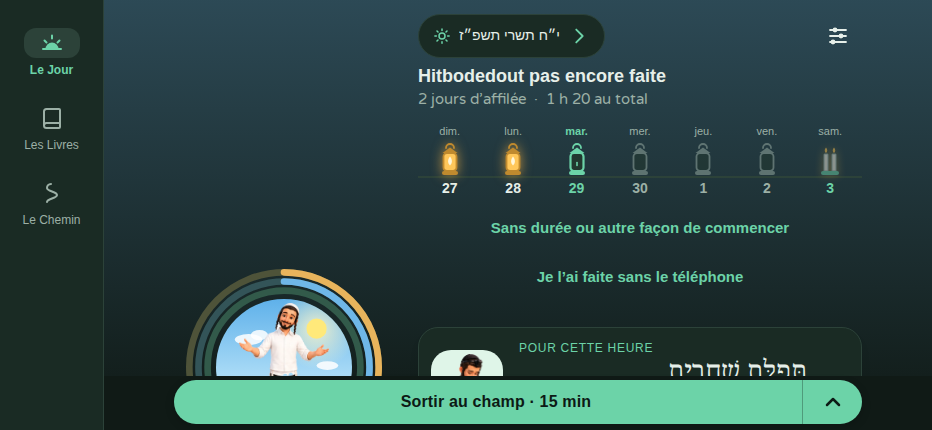 Le Jour
Les Livres
Le Chemin
י״ח תשרי תשפ״ז
Hitbodedout pas encore faite
2 jours d'affilée · 1 h 20 au total
dim. lun. mar. mer. jeu. ven. sam.
27 28 29 30 1 2 3
Sans durée ou autre façon de commencer
Je l’ai faite sans le téléphone
POUR CETTE HEURE
תְּפִלַּת שַׁחֲרִית
Sortir au champ · 15 min